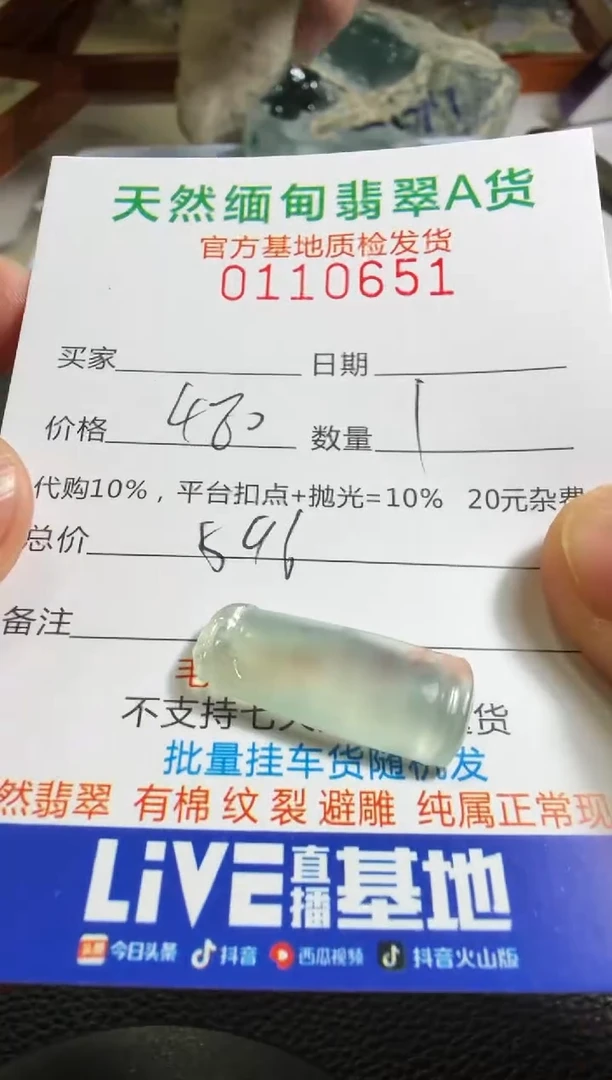 天然缅甸翡翠A货
官方基地质检发货
0110651
买家 日期
价格 480 数量 1
代购10%，平台扣点+抛光=10% 20元杂费
总价 596
备注
毛
不支持七 货
批量挂车货随机发
然翡翠 有棉 纹 裂 避雕 纯属正常现
LiVE直播基地
头条 今日头条 抖音 西瓜视频 抖音火山版